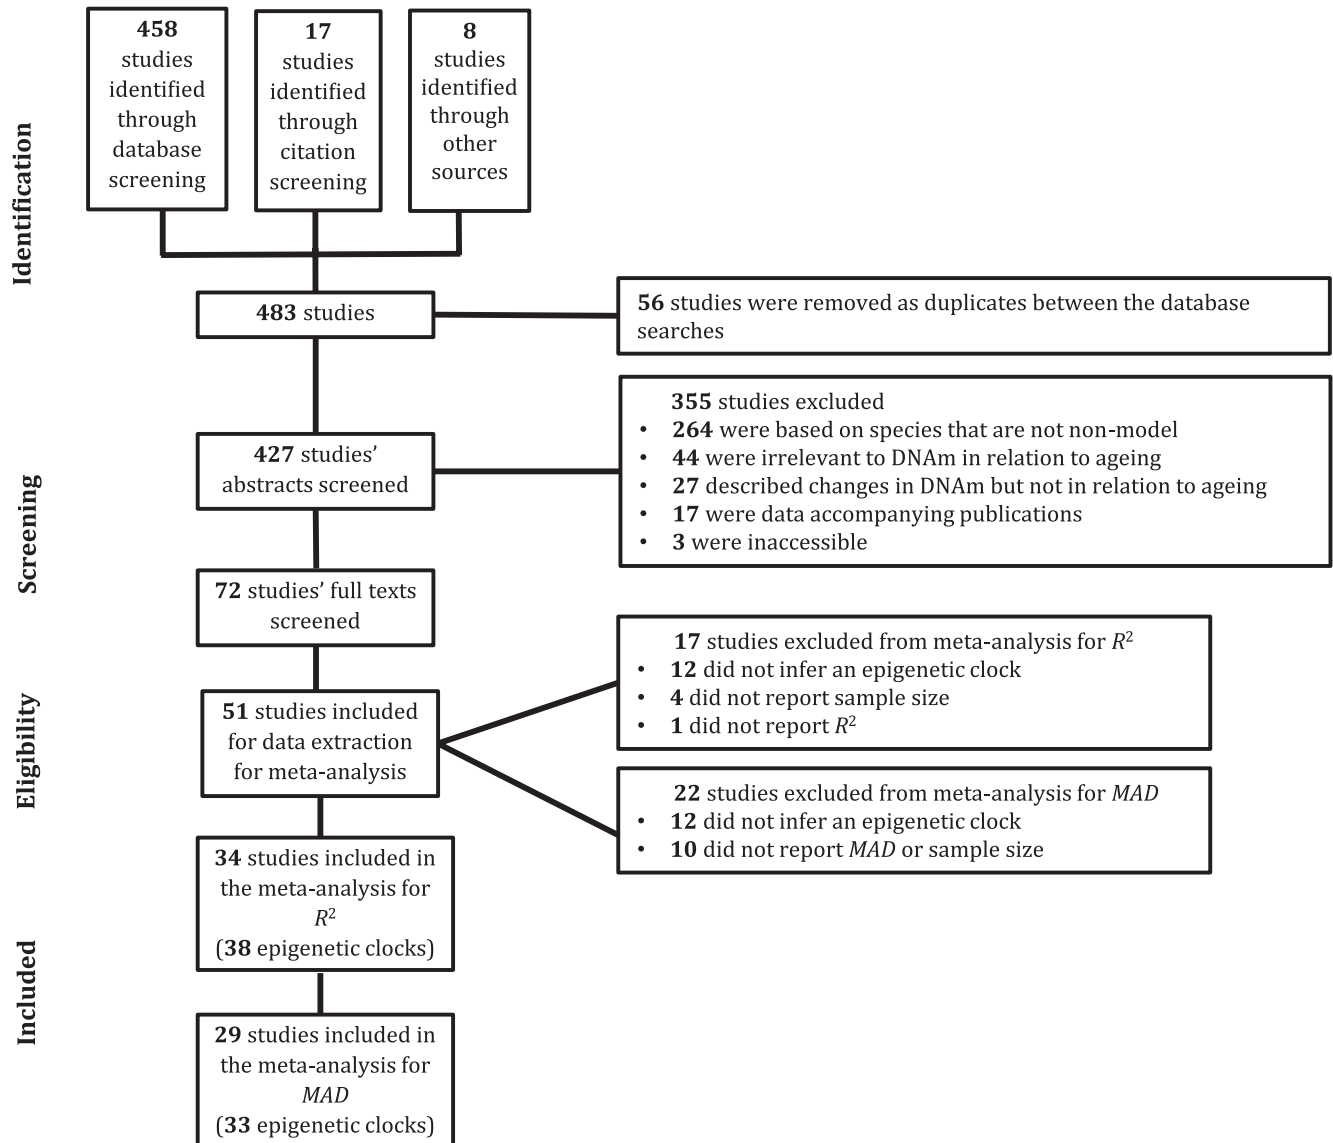 458
studies
identified
through
database
screening
17
studies
identified
through
citation
screening
8
studies
identified
through
other
sources
Identification
483 studies
56 studies were removed as duplicates between the database
searches
Screening
427 studies'
abstracts screened
355 studies excluded
• 264 were based on species that are not non-model
• 44 were irrelevant to DNAm in relation to ageing
• 27 described changes in DNAm but not in relation to ageing
• 17 were data accompanying publications
• 3 were inaccessible
72 studies' full texts
screened
Eligibility
51 studies included
for data extraction
for meta-analysis
17 studies excluded from meta-analysis for R²
• 12 did not infer an epigenetic clock
• 4 did not report sample size
• 1 did not report R²
22 studies excluded from meta-analysis for MAD
• 12 did not infer an epigenetic clock
• 10 did not report MAD or sample size
Included
34 studies included in
the meta-analysis for
R²
(38 epigenetic clocks)
29 studies included in
the meta-analysis for
MAD
(33 epigenetic clocks)